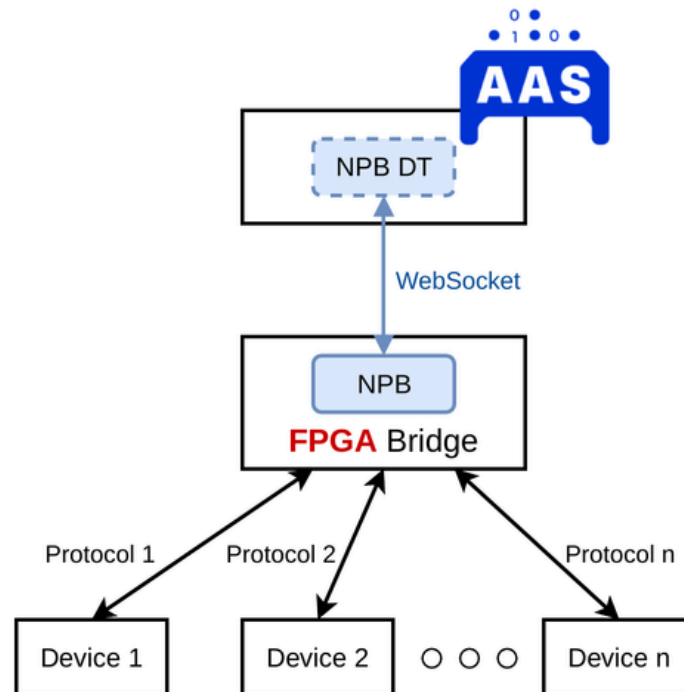 0
1 0
AAS
NPB DT
WebSocket
NPB
FPGA Bridge
Protocol 1 Protocol 2 Protocol n
Device 1 Device 2 Device n